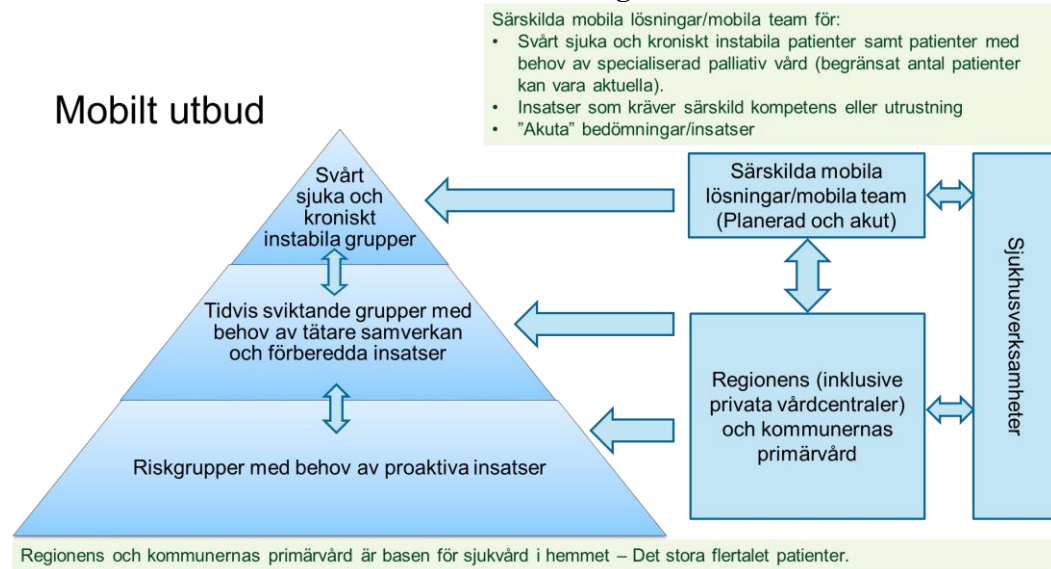 Särskilda mobila lösningar/mobila team för:
• Svårt sjuka och kroniskt instabila patienter samt patienter med
behov av specialiserad palliativ vård (begränsat antal patienter
kan vara aktuella).
• Insatser som kräver särskild kompetens eller utrustning
• ”Akuta” bedömningar/insatser
Mobilt utbud
Svårt
sjuka och
kroniskt
instabila grupper
Tidvis sviktande grupper med
behov av tätare samverkan
och förberedda insatser
Riskgrupper med behov av proaktiva insatser
Särskilda mobila
lösningar/mobila team
(Planerad och akut)
Regionens (inklusive
privata vårdcentraler)
och kommunernas
primärvård
Sjukhusverksamheter
Regionens och kommunernas primärvård är basen för sjukvård i hemmet – Det stora flertalet patienter.